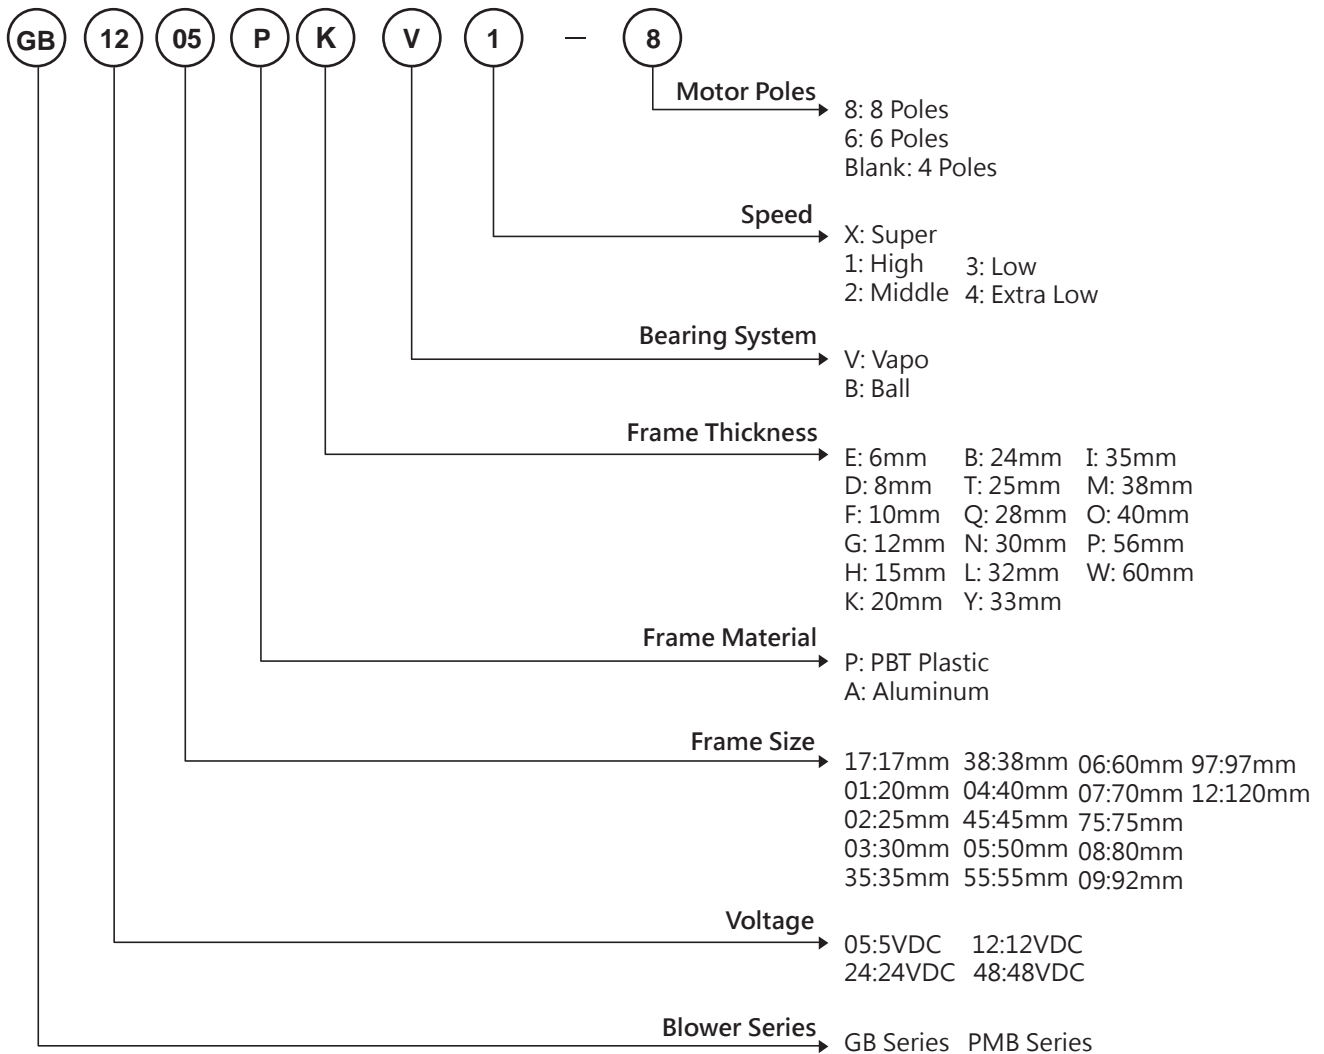 GB 12 05 P K V 1 — 8
Motor Poles
8: 8 Poles
6: 6 Poles
Blank: 4 Poles
Speed
X: Super
1: High 3: Low
2: Middle 4: Extra Low
Bearing System
V: Vapo
B: Ball
Frame Thickness
E: 6mm B: 24mm I: 35mm
D: 8mm T: 25mm M: 38mm
F: 10mm Q: 28mm O: 40mm
G: 12mm N: 30mm P: 56mm
H: 15mm L: 32mm W: 60mm
K: 20mm Y: 33mm
Frame Material
P: PBT Plastic
A: Aluminum
Frame Size
17:17mm 38:38mm 06:60mm 97:97mm
01:20mm 04:40mm 07:70mm 12:120mm
02:25mm 45:45mm 75:75mm
03:30mm 05:50mm 08:80mm
35:35mm 55:55mm 09:92mm
Voltage
05:5VDC 12:12VDC
24:24VDC 48:48VDC
Blower Series
GB Series PMB Series